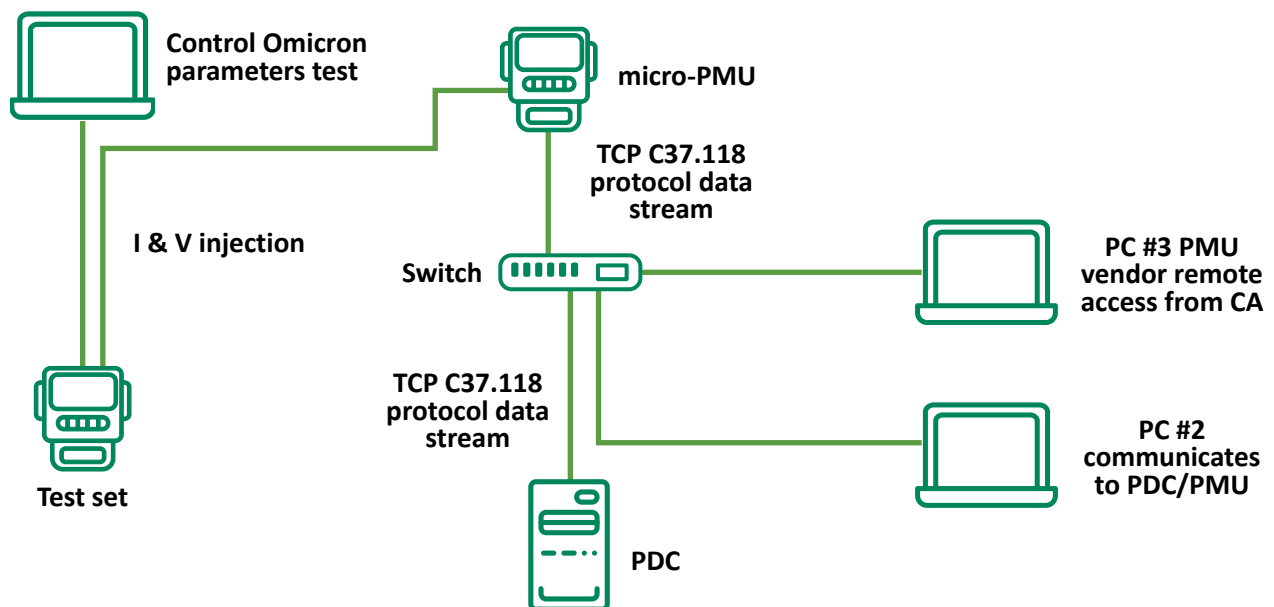 Control Omicron
parameters test
micro-PMU
TCP C37.118
protocol data
stream
I & V injection
Switch
PC #3 PMU
vendor remote
access from CA
TCP C37.118
protocol data
stream
PC #2
communicates
to PDC/PMU
Test set
PDC